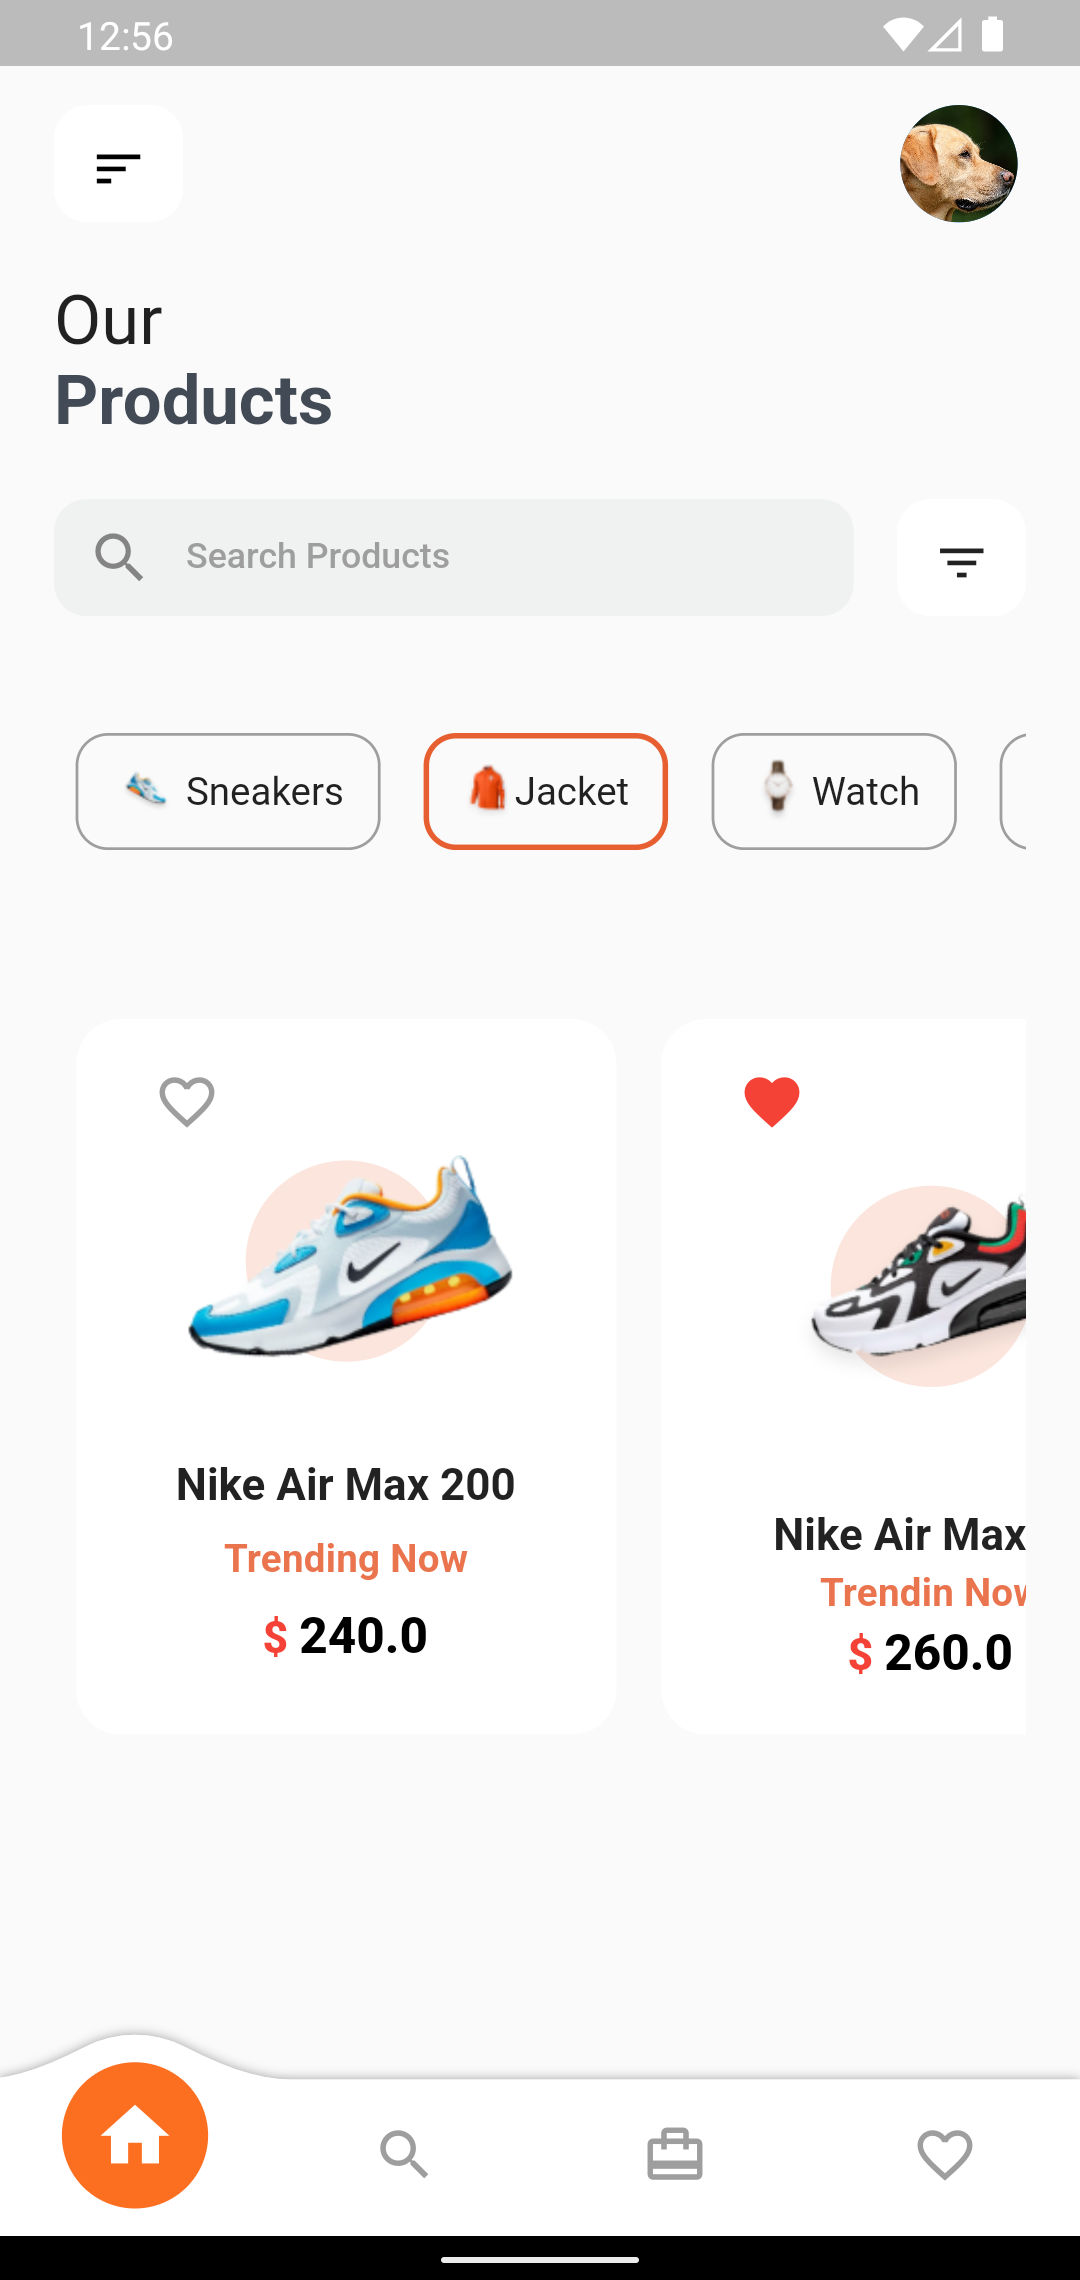 12:56
Our
Products
Search Products
Sneakers
Jacket
Watch
Nike Air Max 200
Trending Now
$ 240.0
Nike Air Max
Trendin Now
$ 260.0